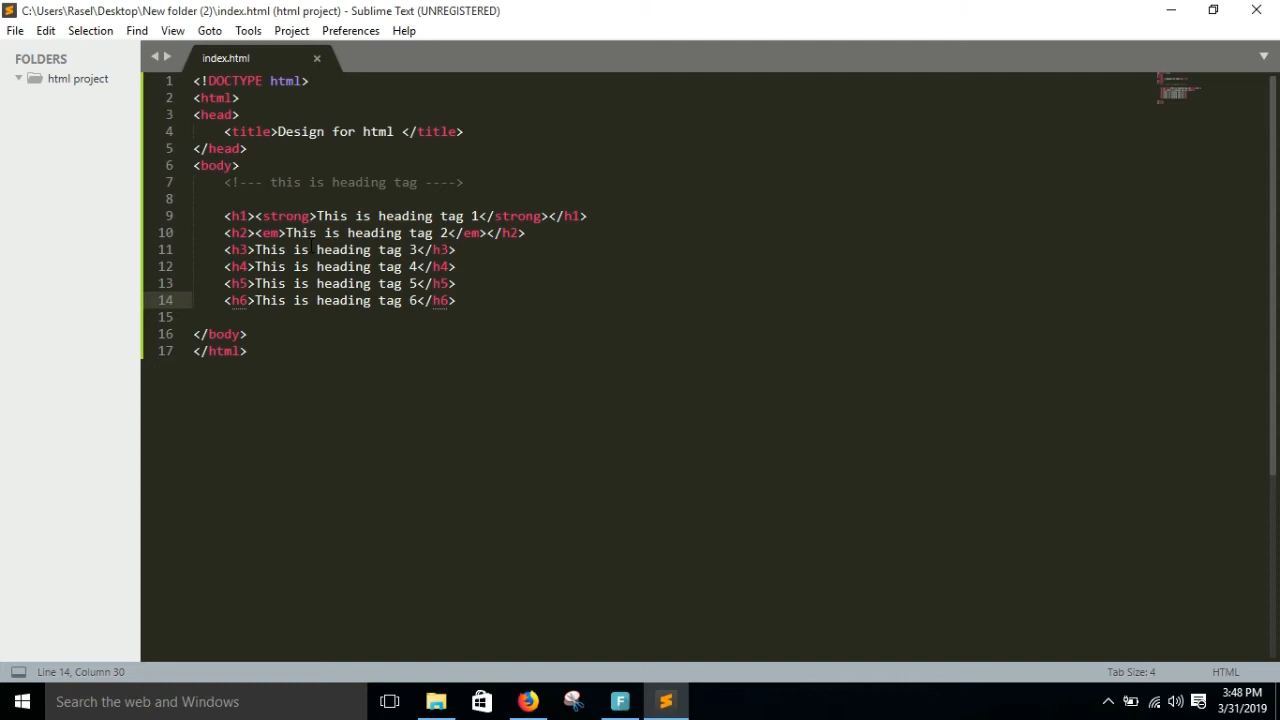 C:\Users\Rasel\Desktop\New folder (2)\index.html (html project) - Sublime Text (UNREGISTERED)
File Edit Selection Find View Goto Tools Project Preferences Help
FOLDERS
html project
index.html
1 <!DOCTYPE html>
2 <html>
3 <head>
4 <title>Design for html </title>
5 </head>
6 <body>
7 <!--- this is heading tag ---->
8
9 <h1><strong>This is heading tag 1</strong></h1>
10 <h2><em>This is heading tag 2</em></h2>
11 <h3>This is heading tag 3</h3>
12 <h4>This is heading tag 4</h4>
13 <h5>This is heading tag 5</h5>
14 <h6>This is heading tag 6</h6>
15
16 </body>
17 </html>
Line 14, Column 30 Tab Size: 4 HTML
Search the web and Windows
3:48 PM
3/31/2019